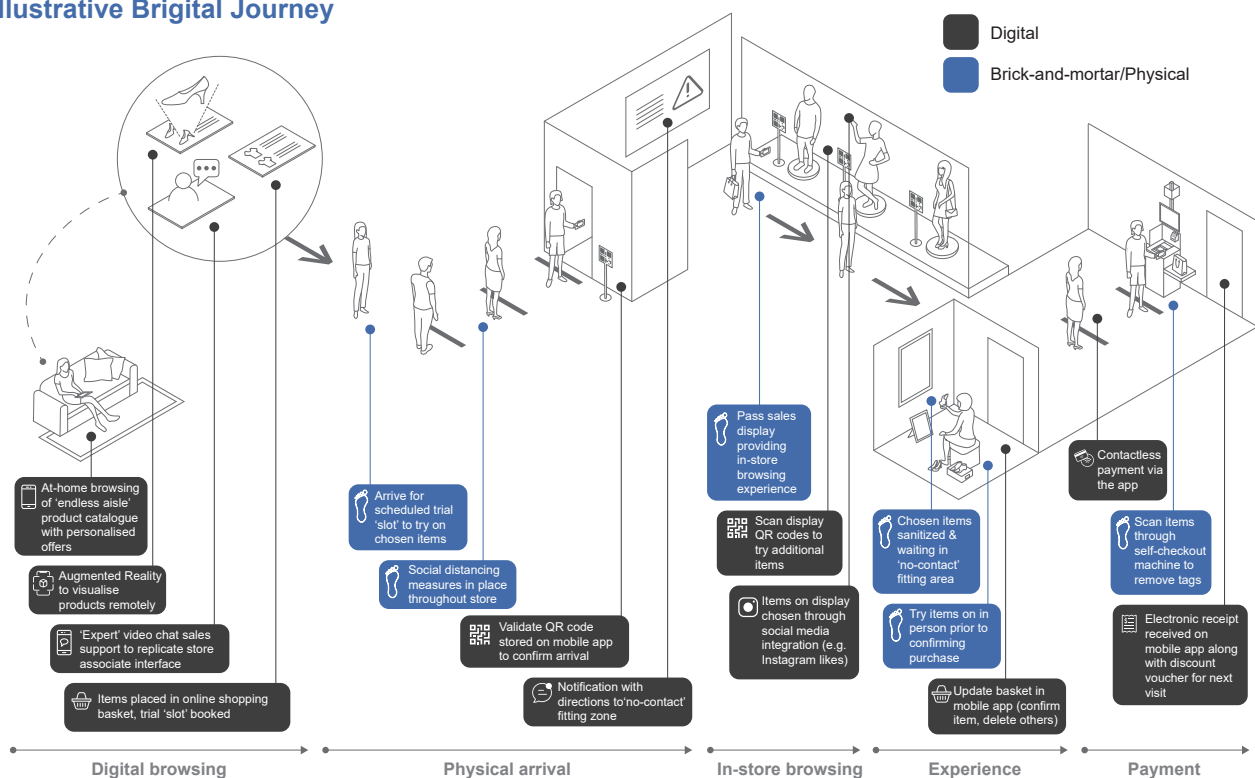 Illustrative Brigital Journey
Digital
Brick-and-mortar/Physical
At-home browsing
of 'endless aisle'
product catalogue
with personalised
offers
Augmented Reality
to visualise
products remotely
'Expert' video chat sales
support to replicate store
associate interface
Items placed in online shopping
basket, trial 'slot' booked
Arrive for
scheduled trial
'slot' to try on
chosen items
Social distancing
measures in place
throughout store
Validate QR code
stored on mobile app
to confirm arrival
Notification with
directions to'no-contact'
fitting zone
Pass sales
display
providing
in-store
browsing
experience
Scan display
QR codes to
try additional
items
Items on display
chosen through
social media
integration (e.g.
Instagram likes)
Chosen items
sanitized &
waiting in
'no-contact'
fitting area
Try items on in
person prior to
confirming
purchase
Update basket in
mobile app (confirm
item, delete others)
Contactless
payment via
the app
Scan items
through
self-checkout
machine to
remove tags
Electronic receipt
received on
mobile app along
with discount
voucher for next
visit
Digital browsing
Physical arrival
In-store browsing
Experience
Payment